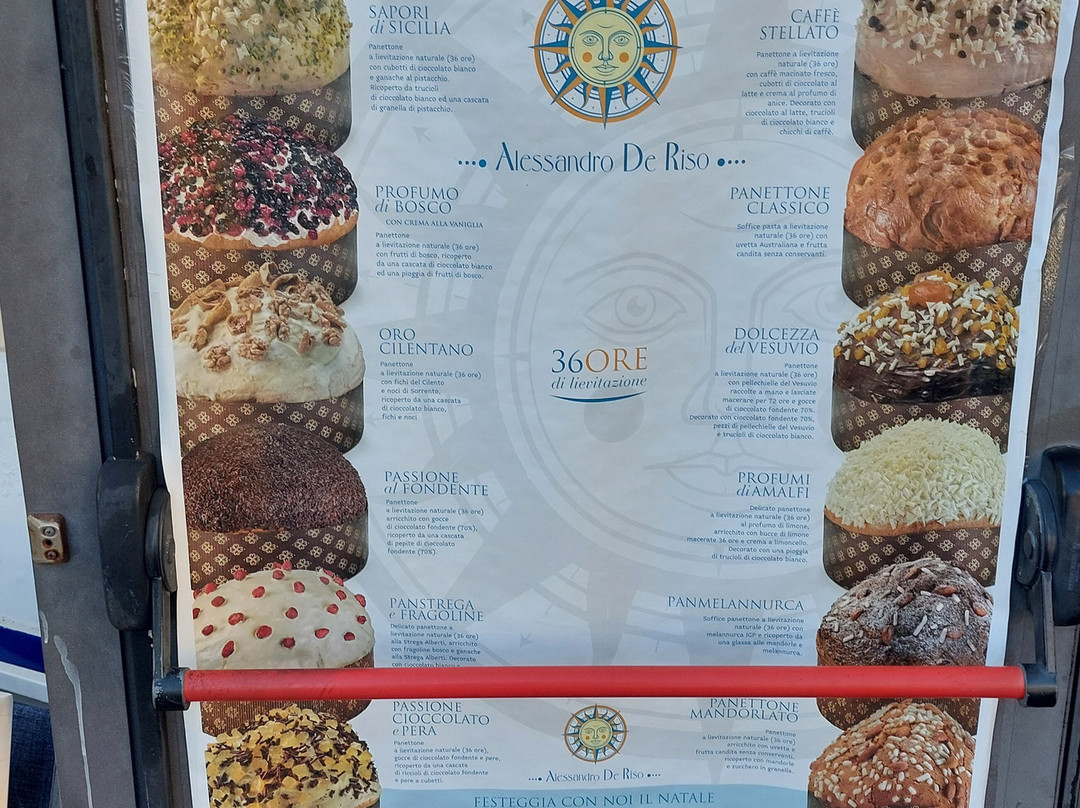 SAPORI
di SICILIA
Panettone
a lievitazione naturale (36 ore)
con cubotti di cioccolato bianco
e ganache al pistacchio.
Ricoperto da trucioli
di cioccolato bianco ed una cascata
di granella di pistacchio.
PROFUMO
di BOSCO
CON CREMA ALLA VANIGLIA
Panettone
a lievitazione naturale (36 ore)
con frutti di bosco, ricoperto
da una cascata di cioccolato bianco
ed una pioggia di frutti di bosco.
ORO
CILENTANO
Panettone
a lievitazione naturale (36 ore)
con fichi del Cilento
e noci di Sorrento,
ricoperto da una cascata
di cioccolato bianco,
fichi e noci
PASSIONE
al FONDENTE
Panettone
a lievitazione naturale (36 ore)
arricchito con gocce
di cioccolato fondente (70%),
ricoperto da una cascata
di pepite di cioccolato
fondente (70%).
PANSTREGA
e FRAGOLINE
Delicato panettone a
lievitazione naturale (36 ore)
alla Strega Alberti, arricchito
con fragoline bosco e ganache
alla Strega Alberti. Decorato
con cioccolato bianco
PASSIONE
CIOCCOLATO
e PERA
Panettone
a lievitazione naturale (36 ore),
gocce di cioccolato fondente e pere,
ricoperto da una cascata
di riccioli di cioccolato fondente
e pere a cubetti.
Alessandro De Riso
36ORE
di lievitazione
Alessandro De Riso
FESTEGGIA CON NOI IL NATALE
CAFFÈ
STELLATO
Panettone a lievitazione
naturale (36 ore)
con caffè macinato fresco,
cubotti di cioccolato al
latte e crema al profumo di
anice. Decorato con
cioccolato al latte, trucioli
di cioccolato bianco e
chicchi di caffè.
PANETTONE
CLASSICO
Soffice pasta a lievitazione
naturale (36 ore) con
uvetta Australiana e frutta
candita senza conservanti.
DOLCEZZA
del VESUVIO
Panettone
a lievitazione naturale (36 ore)
con pellechielle del Vesuvio
raccolte a mano e lasciate
macerare per 72 ore e gocce
di cioccolato fondente 70%.
Decorato con cioccolato fondente 70%,
pezzi di pellechielle del Vesuvio
e trucioli di cioccolato bianco.
PROFUMI
di AMALFI
Delicato panettone
a lievitazione naturale (36 ore)
al profumo di limone,
arricchito con bucce di limone
macerate 36 ore e crema a limoncello.
Decorato con una pioggia
di trucioli di cioccolato bianco.
PANMELANNURCA
Soffice panettone a lievitazione
naturale (36 ore) con
melannurca IGP e ricoperto da
una glassa alle mandorle e
melannurca.
PANETTONE
MANDORLATO
Panettone
a lievitazione naturale (36 ore)
arricchito con uvetta e
frutta candita senza conservanti,
ricoperto con mandorle
e zucchero in granella.